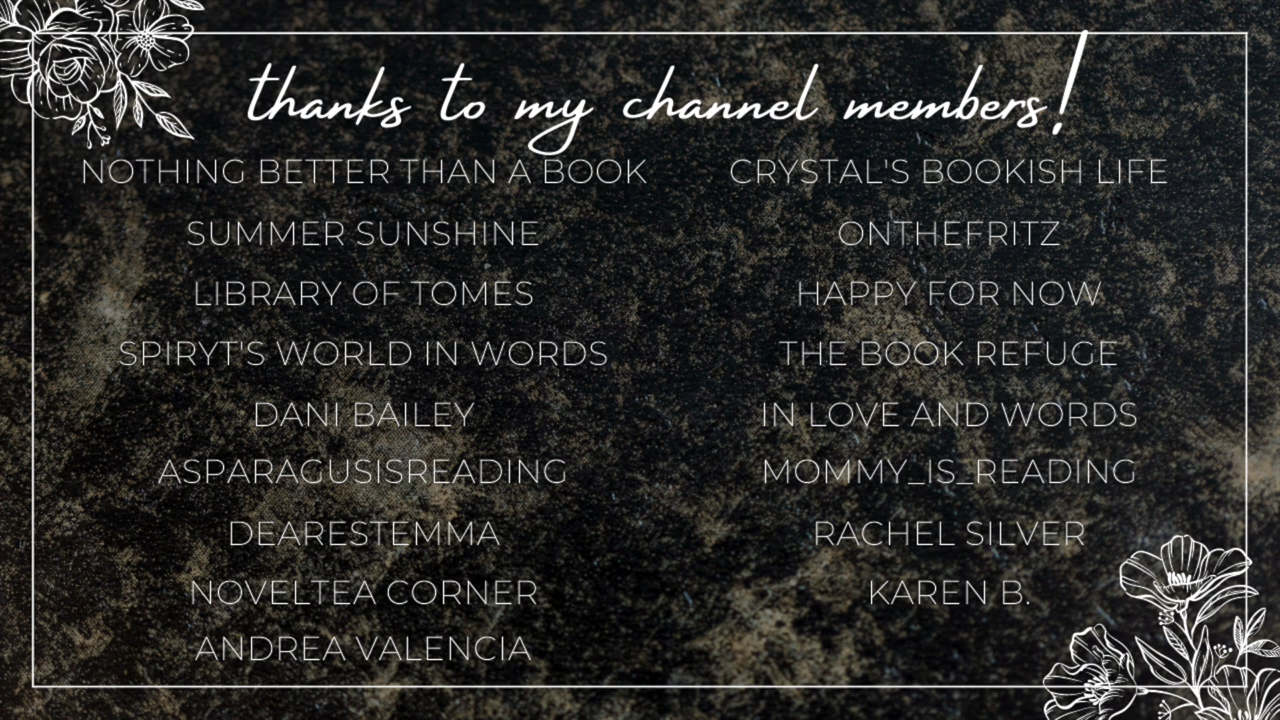 thanks to my channel members!
NOTHING BETTER THAN A BOOK
SUMMER SUNSHINE
LIBRARY OF TOMES
SPIRYT'S WORLD IN WORDS
DANI BAILEY
ASPARAGUSISREADING
DEARESTEMMA
NOVELTEA CORNER
ANDREA VALENCIA
CRYSTAL'S BOOKISH LIFE
ONTHEFRITZ
HAPPY FOR NOW
THE BOOK REFUGE
IN LOVE AND WORDS
MOMMY_IS_READING
RACHEL SILVER
KAREN B.